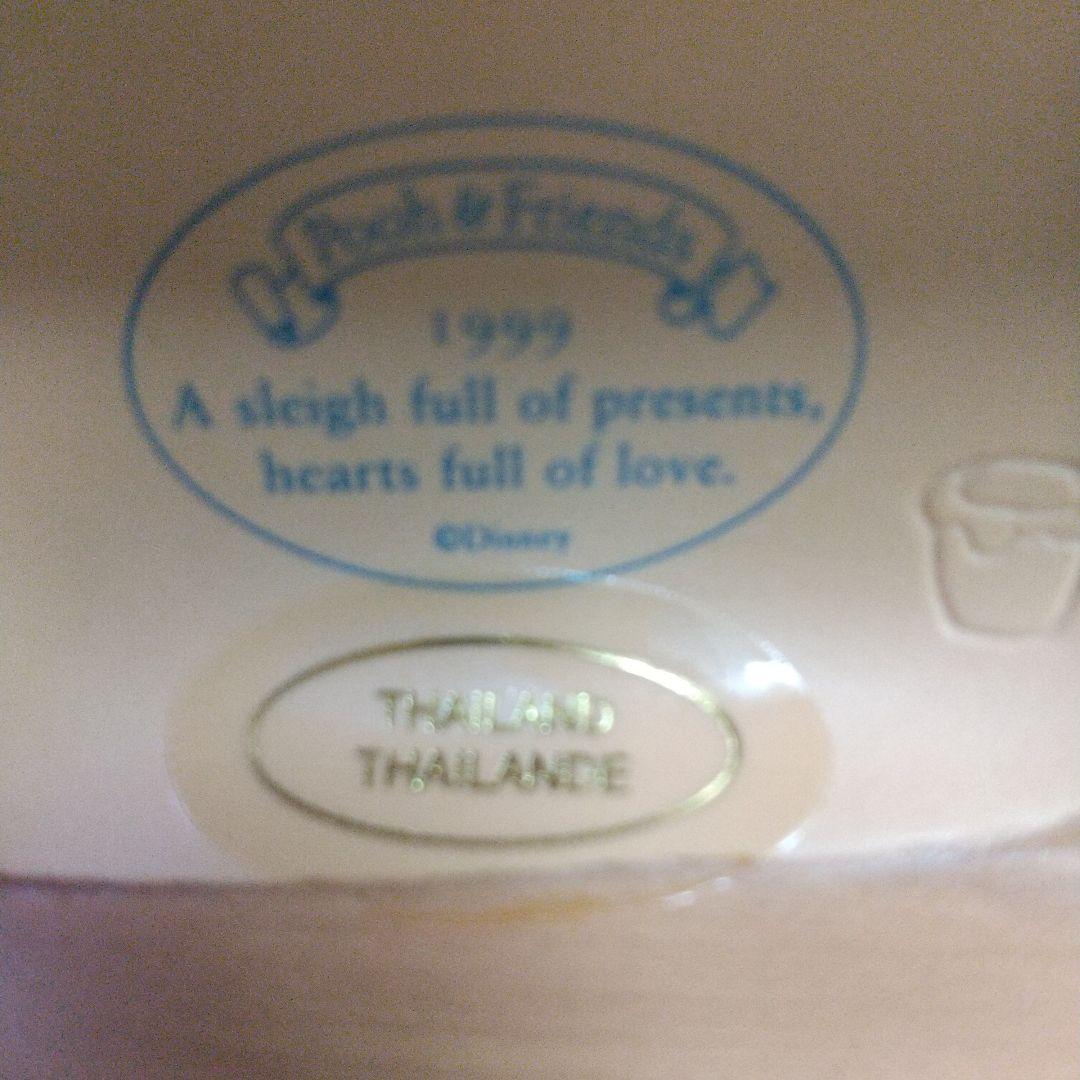 Pooh & Friends
1999
A sleigh full of presents,
hearts full of love.
©Disney
THAILAND
THAILANDE